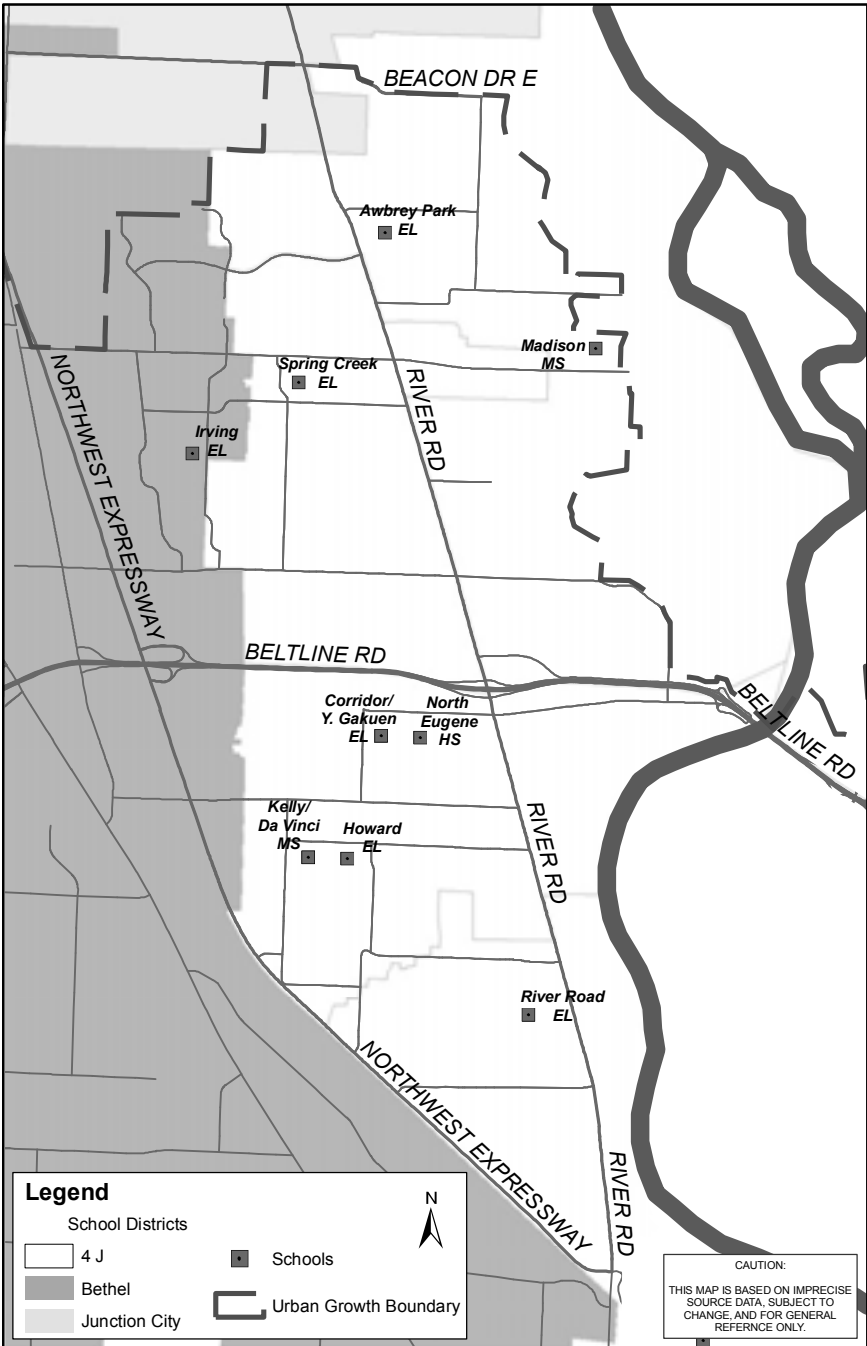 BEACON DR E
Awbrey Park
EL
Madison
MS
Spring Creek
EL
RIVER RD
Irving
EL
NORTHWEST EXPRESSWAY
BELTLINE RD
BELTLINE RD
Corridor/
Y. Gakuen
EL
North
Eugene
HS
Kelly/
Da Vinci
MS
Howard
EL
RIVER RD
River Road
EL
NORTHWEST EXPRESSWAY
RIVER RD
Legend
School Districts
4 J
Bethel
Junction City
Schools
Urban Growth Boundary
N
CAUTION:
THIS MAP IS BASED ON IMPRECISE
SOURCE DATA, SUBJECT TO
CHANGE, AND FOR GENERAL
REFERNCE ONLY.